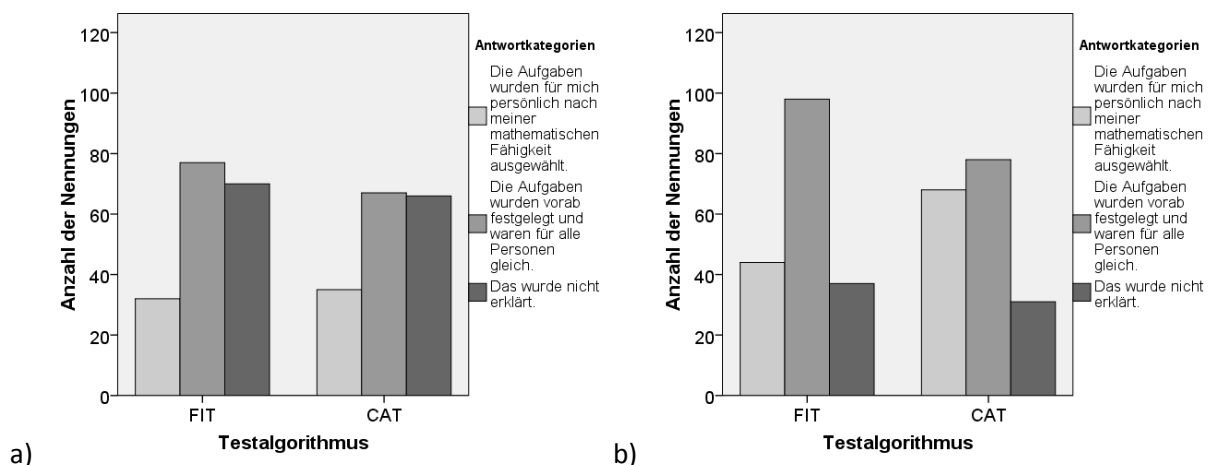 120
100
80
60
40
20
0
Anzahl der Nennungen
FIT
CAT
Testalgorithmus
Antwortkategorien
Die Aufgaben
wurden für mich
persönlich nach
meiner
mathematischen
Fähigkeit
ausgewählt.
Die Aufgaben
wurden vorab
festgelegt und
waren für alle
Personen
gleich.
Das wurde nicht
erklärt.
a)
120
100
80
60
40
20
0
Anzahl der Nennungen
FIT
CAT
Testalgorithmus
Antwortkategorien
Die Aufgaben
wurden für mich
persönlich nach
meiner
mathematischen
Fähigkeit
ausgewählt.
Die Aufgaben
wurden vorab
festgelegt und
waren für alle
Personen
gleich.
Das wurde nicht
erklärt.
b)